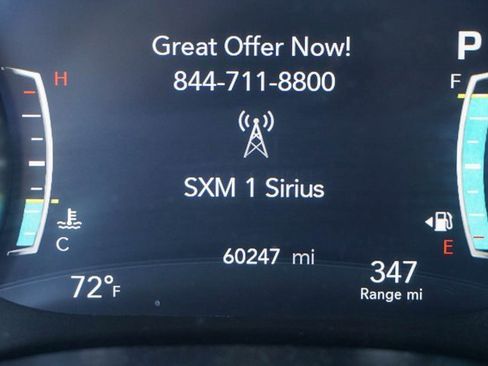 Great Offer Now!
P
H
844-711-8800
F
SXM 1 Sirius
C
E
60247 mi
347
72°F
Range mi